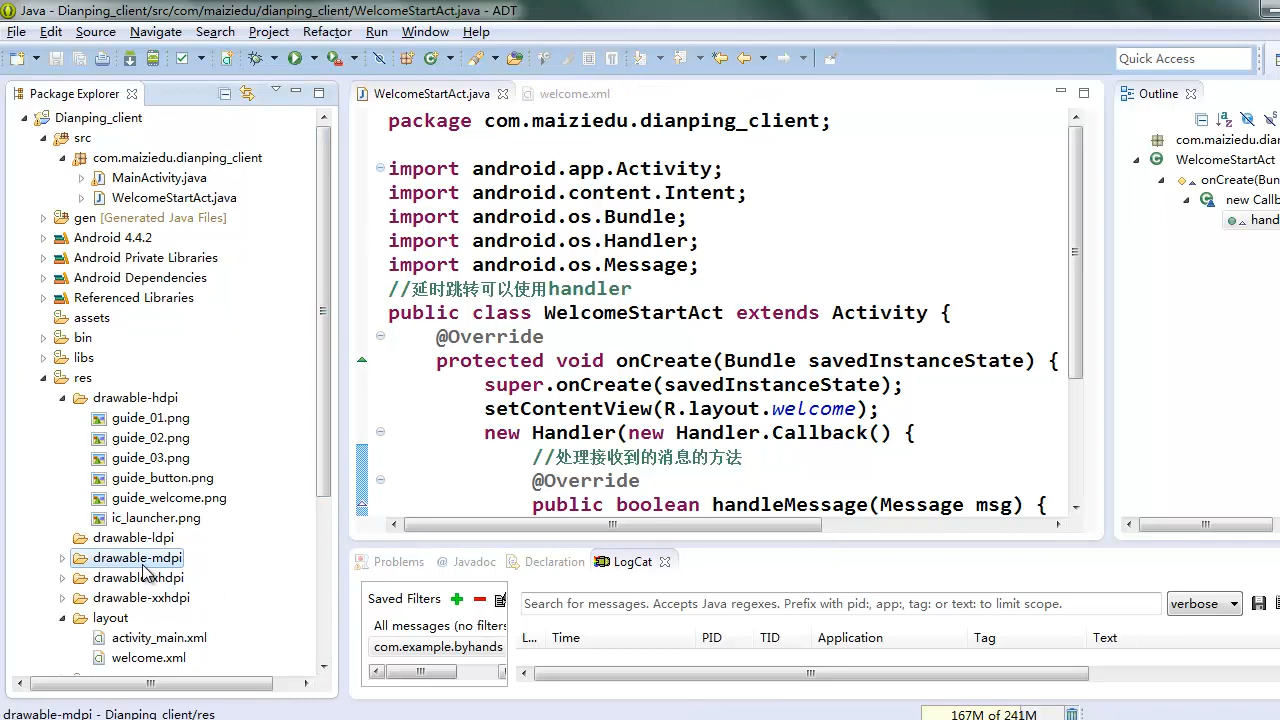 Java - Dianping_client/src/com/maiziedu/dianping_client/WelcomeStartAct.java - ADT
File Edit Source Navigate Search Project Refactor Run Window Help
Quick Access
Package Explorer
Dianping_client
src
com.maiziedu.dianping_client
MainActivity.java
WelcomeStartAct.java
gen [Generated Java Files]
Android 4.4.2
Android Private Libraries
Android Dependencies
Referenced Libraries
assets
bin
libs
res
drawable-hdpi
guide_01.png
guide_02.png
guide_03.png
guide_button.png
guide_welcome.png
ic_launcher.png
drawable-ldpi
drawable-mdpi
drawable-xhdpi
drawable-xxhdpi
layout
activity_main.xml
welcome.xml
WelcomeStartAct.java welcome.xml
package com.maiziedu.dianping_client;
import android.app.Activity;
import android.content.Intent;
import android.os.Bundle;
import android.os.Handler;
import android.os.Message;
//延时跳转可以使用handler
public class WelcomeStartAct extends Activity {
@Override
protected void onCreate(Bundle savedInstanceState) {
super.onCreate(savedInstanceState);
setContentView(R.layout.welcome);
new Handler(new Handler.Callback() {
//处理接收到的消息的方法
@Override
public boolean handleMessage(Message msg) {
Outline
com.maiziedu.dian
WelcomeStartAct
onCreate(Bun
new Callb
hand
Problems @ Javadoc Declaration LogCat
Saved Filters
All messages (no filters
com.example.byhands
Search for messages. Accepts Java regexes. Prefix with pid:, app:, tag: or text: to limit scope.
verbose
L... Time PID TID Application Tag Text
drawable-mdpi - Dianping_client/res
167M of 241M